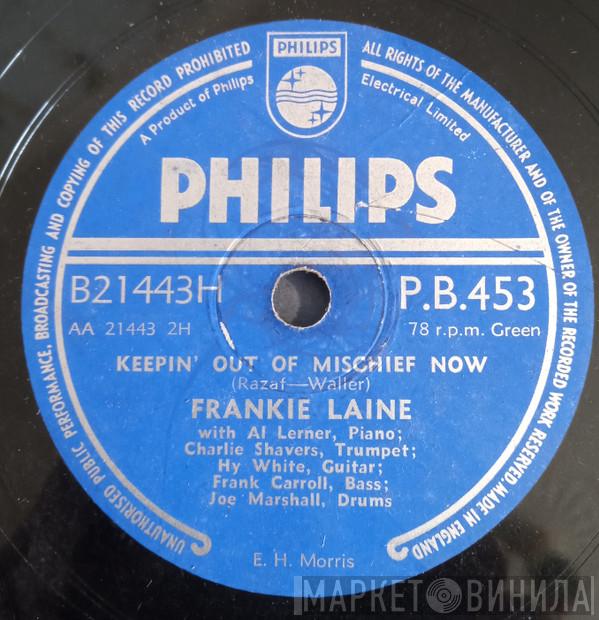 UNAUTHORISED PUBLIC PERFORMANCE, BROADCASTING AND COPYING OF THIS RECORD PROHIBITED
ALL RIGHTS OF THE MANUFACTURER AND OF THE OWNER OF THE RECORDED WORK RESERVED. MADE IN ENGLAND
A Product of Philips
PHILIPS
Electrical Limited
PHILIPS
B21443H
P.B.453
AA 21443 2H
78 r.p.m. Green
KEEPIN' OUT OF MISCHIEF NOW
(Razaf—Waller)
FRANKIE LAINE
with Al Lerner, Piano;
Charlie Shavers, Trumpet;
Hy White, Guitar;
Frank Carroll, Bass;
Joe Marshall, Drums
E. H. Morris
МАРКЕТ ВИНИЛА